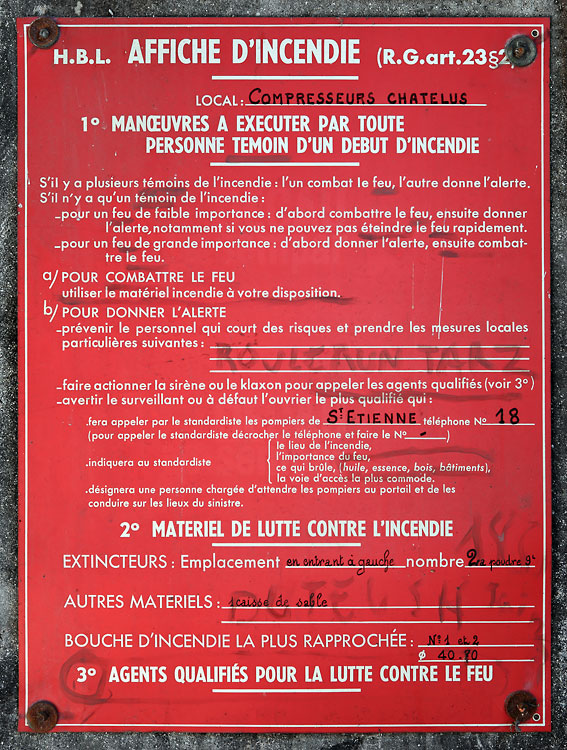 H.B.L. AFFICHE D'INCENDIE (R.G.art.23§2)
LOCAL: COMPRESSEURS CHATELUS
1º MANŒUVRES A EXECUTER PAR TOUTE
PERSONNE TEMOIN D'UN DEBUT D'INCENDIE
S'il y a plusieurs témoins de l'incendie : l'un combat le feu, l'autre donne l'alerte.
S'il n'y a qu'un témoin de l'incendie :
-pour un feu de faible importance : d'abord combattre le feu, ensuite donner
l'alerte, notamment si vous ne pouvez pas éteindre le feu rapidement.
-pour un feu de grande importance : d'abord donner l'alerte, ensuite combat-
tre le feu.
a/ POUR COMBATTRE LE FEU
utiliser le matériel incendie à votre disposition.
b/ POUR DONNER L'ALERTE
-prévenir le personnel qui court des risques et prendre les mesures locales
particulières suivantes :
-faire actionner la sirène ou le klaxon pour appeler les agents qualifiés (voir 3º)
-avertir le surveillant ou à défaut l'ouvrier le plus qualifié qui :
.fera appeler par le standardiste les pompiers de ST ETIENNE téléphone Nº 18
(pour appeler le standardiste décrocher le téléphone et faire le Nº - )
.indiquera au standardiste
le lieu de l'incendie,
l'importance du feu,
ce qui brûle, (huile, essence, bois, bâtiments),
la voie d'accès la plus commode.
.désignera une personne chargée d'attendre les pompiers au portail et de les
conduire sur les lieux du sinistre.
2º MATERIEL DE LUTTE CONTRE L'INCENDIE
EXTINCTEURS : Emplacement en entrant à gauche nombre 2 à poudre 9k
AUTRES MATERIELS : 1 caisse de sable
BOUCHE D'INCENDIE LA PLUS RAPPROCHÉE : Nº 1 et 2
ø 40.80
3º AGENTS QUALIFIÉS POUR LA LUTTE CONTRE LE FEU